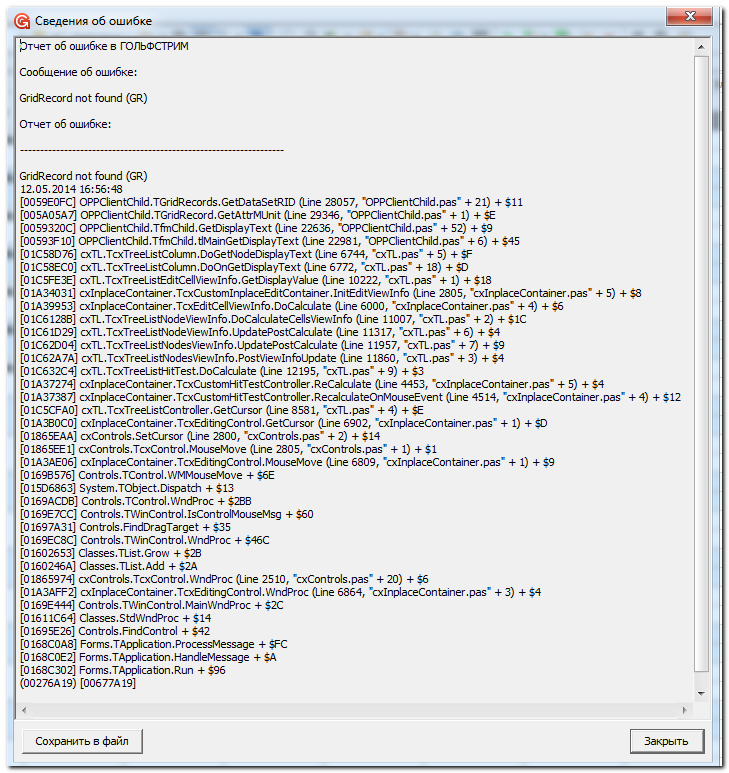 Сведения об ошибке
Отчет об ошибке в ГОЛЬФСТРИМ
Сообщение об ошибке:
GridRecord not found (GR)
Отчет об ошибке:
------------------------------------------------------------------
GridRecord not found (GR)
12.05.2014 16:56:48
[0059E0FC] OPPClientChild.TGridRecords.GetDataSetRID (Line 28057, "OPPClientChild.pas" + 21) + $11
[005A05A7] OPPClientChild.TGridRecord.GetAttrMUnit (Line 29346, "OPPClientChild.pas" + 1) + $E
[0059320C] OPPClientChild.TfmChild.GetDisplayText (Line 22636, "OPPClientChild.pas" + 52) + $9
[00593F10] OPPClientChild.TfmChild.tlMainGetDisplayText (Line 22981, "OPPClientChild.pas" + 6) + $45
[01C58D76] cxTL.TcxTreeListColumn.DoGetNodeDisplayText (Line 6744, "cxTL.pas" + 5) + $F
[01C58EC0] cxTL.TcxTreeListColumn.DoOnGetDisplayText (Line 6772, "cxTL.pas" + 18) + $D
[01C5FE3E] cxTL.TcxTreeListEditCellViewInfo.GetDisplayValue (Line 10222, "cxTL.pas" + 1) + $18
[01A34031] cxInplaceContainer.TcxCustomInplaceEditContainer.InitEditViewInfo (Line 2805, "cxInplaceContainer.pas" + 5) + $8
[01A39953] cxInplaceContainer.TcxEditCellViewInfo.DoCalculate (Line 6000, "cxInplaceContainer.pas" + 4) + $6
[01C6128B] cxTL.TcxTreeListNodeViewInfo.DoCalculateCellsViewInfo (Line 11007, "cxTL.pas" + 2) + $1C
[01C61D29] cxTL.TcxTreeListNodeViewInfo.UpdatePostCalculate (Line 11317, "cxTL.pas" + 6) + $4
[01C62D04] cxTL.TcxTreeListNodesViewInfo.UpdatePostCalculate (Line 11957, "cxTL.pas" + 7) + $9
[01C62A7A] cxTL.TcxTreeListNodesViewInfo.PostViewInfoUpdate (Line 11860, "cxTL.pas" + 3) + $4
[01C632C4] cxTL.TcxTreeListHitTest.DoCalculate (Line 12195, "cxTL.pas" + 9) + $3
[01A37274] cxInplaceContainer.TcxCustomHitTestController.ReCalculate (Line 4453, "cxInplaceContainer.pas" + 5) + $4
[01A37387] cxInplaceContainer.TcxCustomHitTestController.RecalculateOnMouseEvent (Line 4514, "cxInplaceContainer.pas" + 4) + $12
[01C5CFA0] cxTL.TcxTreeListController.GetCursor (Line 8581, "cxTL.pas" + 4) + $E
[01A3B0C0] cxInplaceContainer.TcxEditingControl.GetCursor (Line 6902, "cxInplaceContainer.pas" + 1) + $D
[01865EAA] cxControls.SetCursor (Line 2800, "cxControls.pas" + 2) + $14
[01865EE1] cxControls.TcxControl.MouseMove (Line 2805, "cxControls.pas" + 1) + $1
[01A3AE06] cxInplaceContainer.TcxEditingControl.MouseMove (Line 6809, "cxInplaceContainer.pas" + 1) + $9
[0169B576] Controls.TControl.WMMouseMove + $6E
[015D6863] System.TObject.Dispatch + $13
[0169ACDB] Controls.TControl.WndProc + $2BB
[0169E7CC] Controls.TWinControl.IsControlMouseMsg + $60
[01697A31] Controls.FindDragTarget + $35
[0169EC8C] Controls.TWinControl.WndProc + $46C
[01602653] Classes.TList.Grow + $2B
[0160246A] Classes.TList.Add + $2A
[01865974] cxControls.TcxControl.WndProc (Line 2510, "cxControls.pas" + 20) + $6
[01A3AFF2] cxInplaceContainer.TcxEditingControl.WndProc (Line 6864, "cxInplaceContainer.pas" + 3) + $4
[0169E444] Controls.TWinControl.MainWndProc + $2C
[01611C64] Classes.StdWndProc + $14
[01695E26] Controls.FindControl + $42
[0168C0A8] Forms.TApplication.ProcessMessage + $FC
[0168C0E2] Forms.TApplication.HandleMessage + $A
[0168C302] Forms.TApplication.Run + $96
(00276A19) [00677A19]
Сохранить в файл
Закрыть